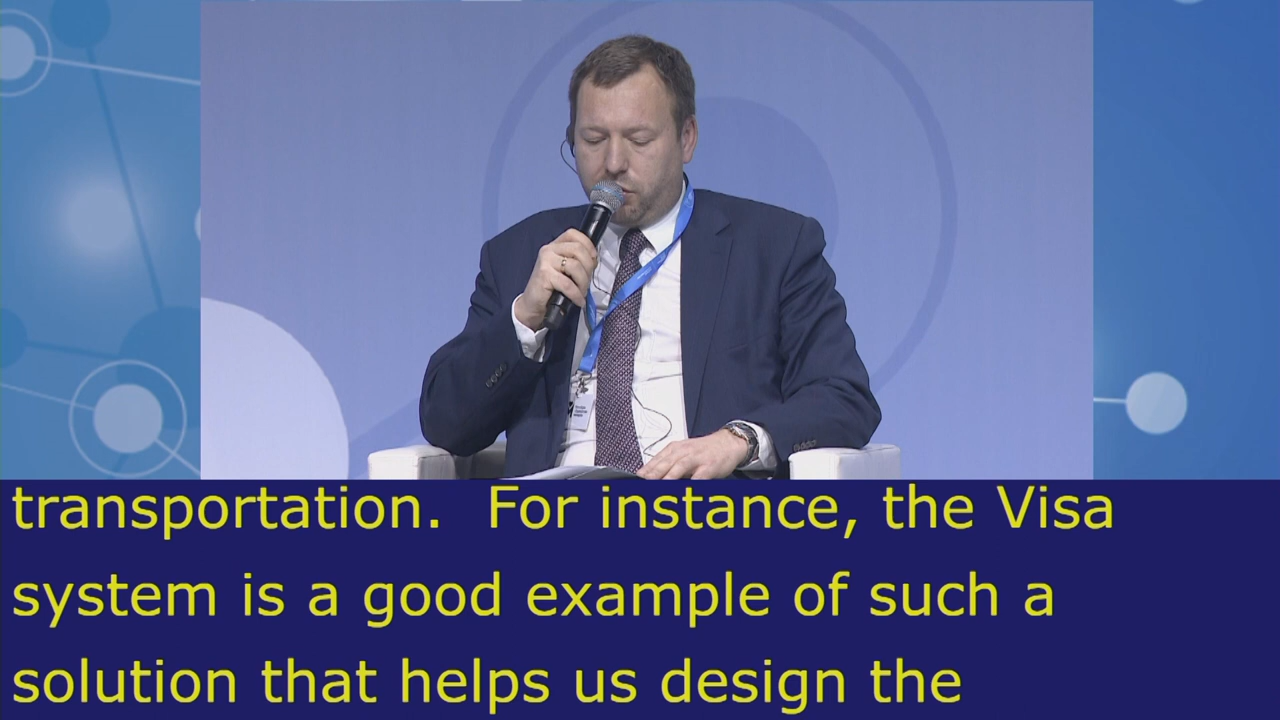 transportation.  For instance, the Visa
system is a good example of such a
solution that helps us design the